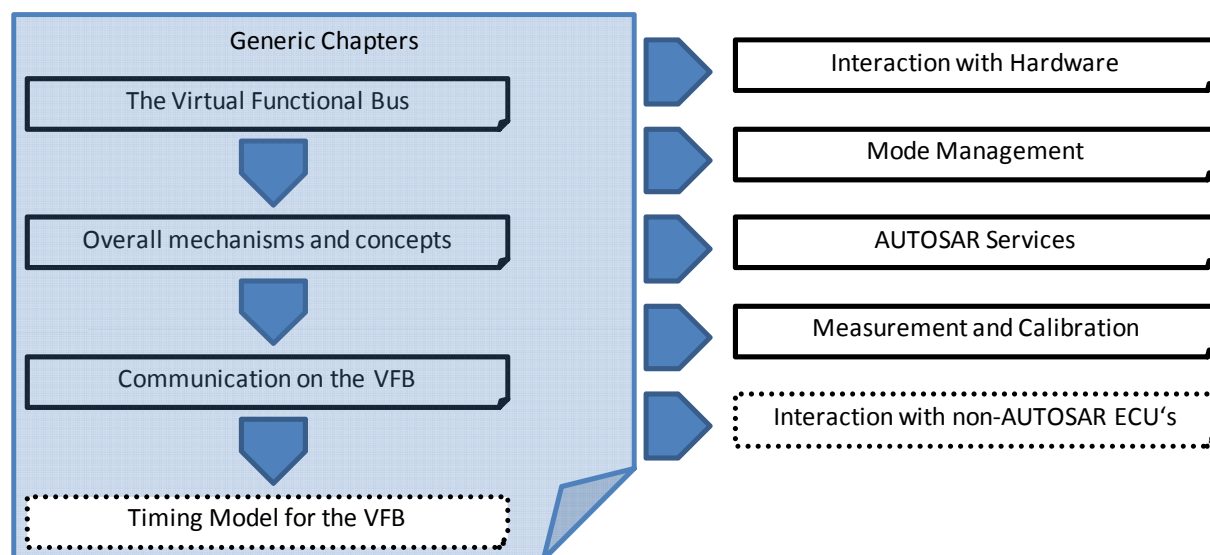 Generic Chapters
The Virtual Functional Bus
Overall mechanisms and concepts
Communication on the VFB
Timing Model for the VFB
Interaction with Hardware
Mode Management
AUTOSAR Services
Measurement and Calibration
Interaction with non-AUTOSAR ECU‘s